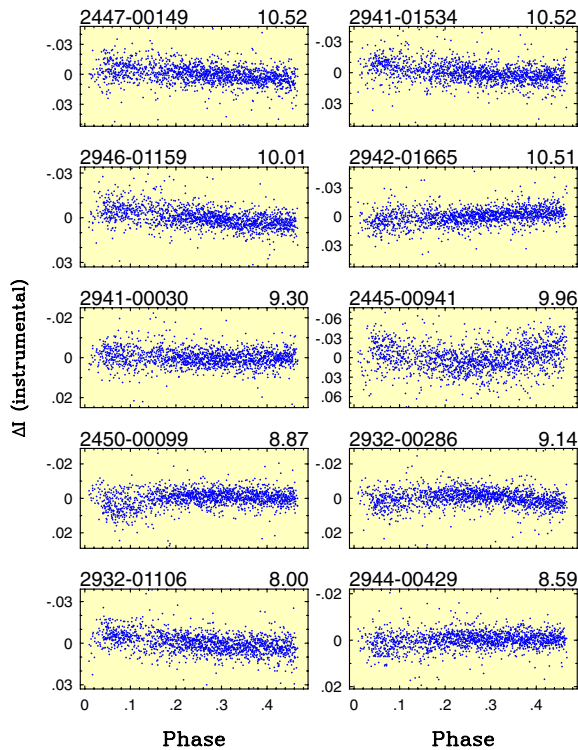 2447-00149 10.52 2941-01534 10.52
-.03 0 .03 -.03 0 .03
2946-01159 10.01 2942-01665 10.51
-.03 0 .03 -.03 0 .03
2941-00030 9.30 2445-00941 9.96
-.02 0 .02 -.06 -.03 0 .03 .06
ΔI (instrumental)
2450-00099 8.87 2932-00286 9.14
-.02 0 .02 -.02 0 .02
2932-01106 8.00 2944-00429 8.59
-.03 0 .03 -.02 0 .02
0 .1 .2 .3 .4 0 .1 .2 .3 .4
Phase Phase